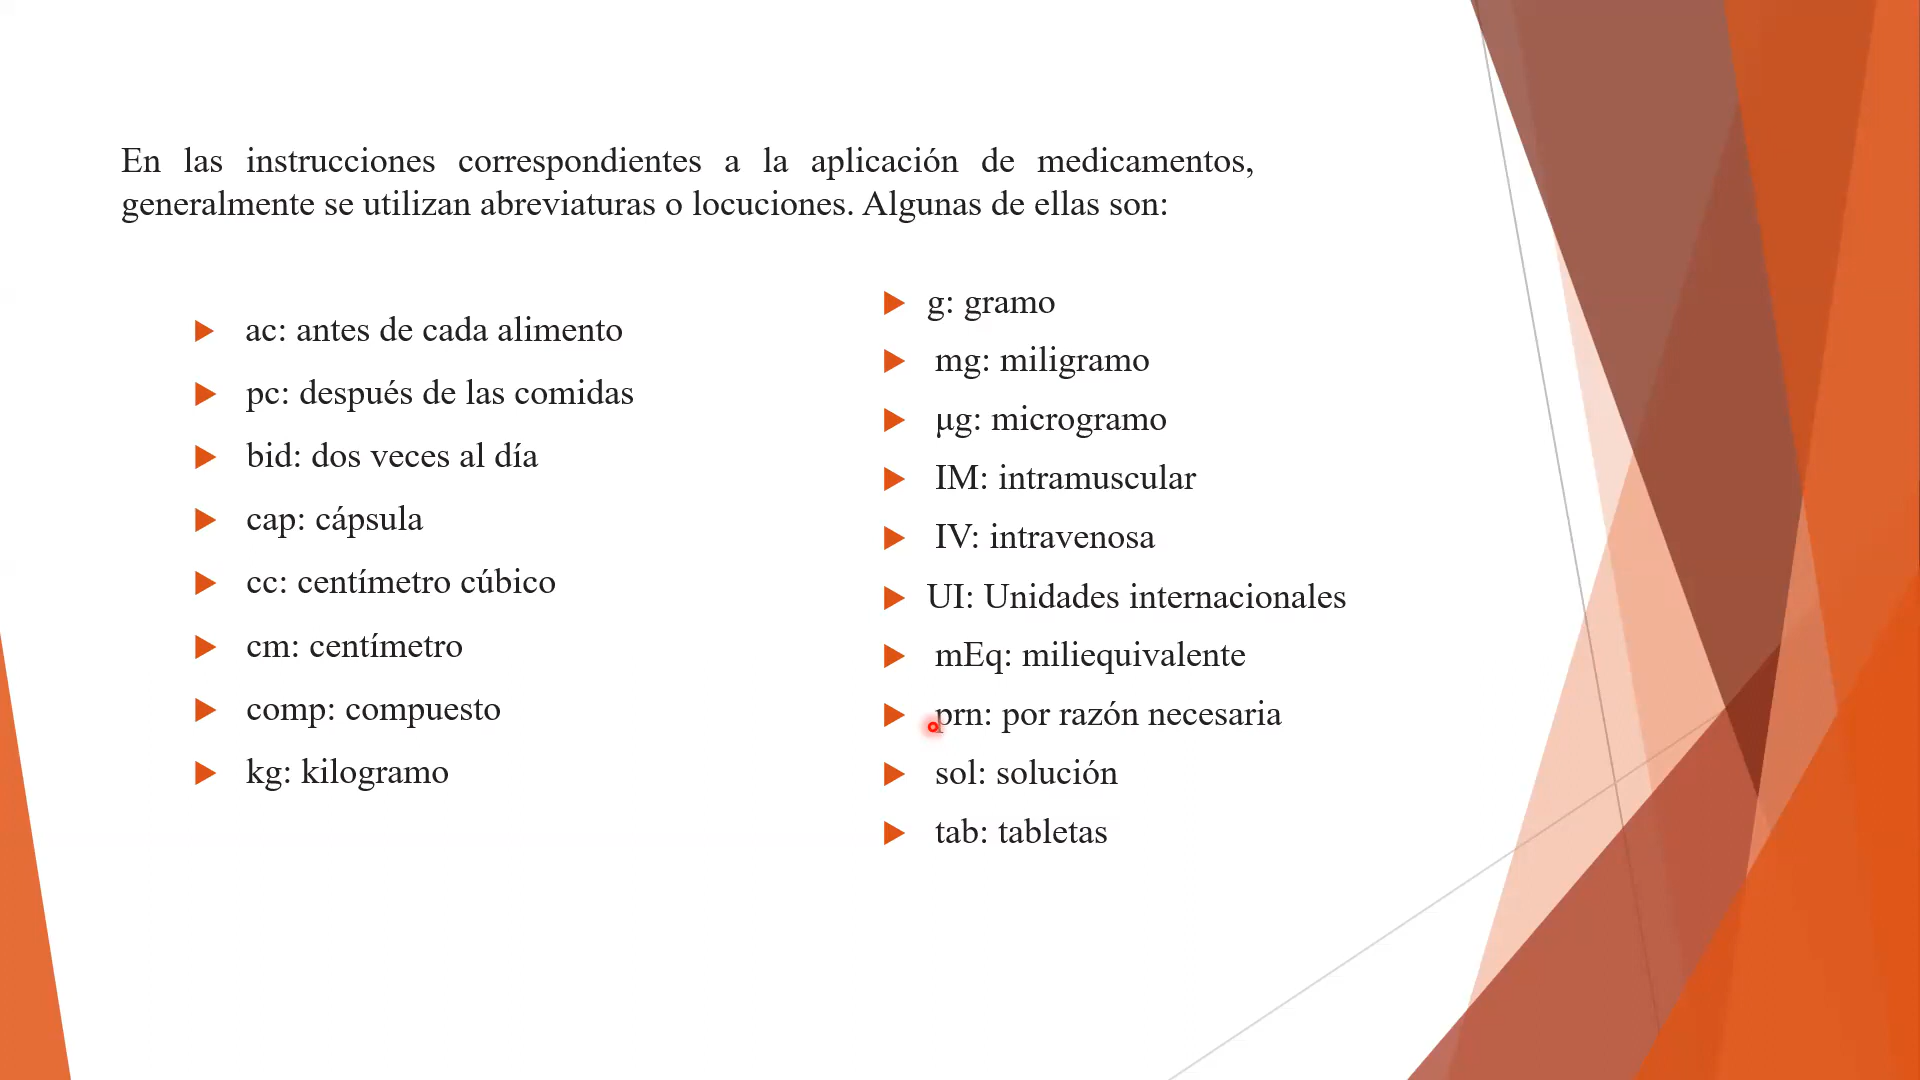 En las instrucciones correspondientes a la aplicación de medicamentos,
generalmente se utilizan abreviaturas o locuciones. Algunas de ellas son:
ac: antes de cada alimento
pc: después de las comidas
bid: dos veces al día
cap: cápsula
cc: centímetro cúbico
cm: centímetro
comp: compuesto
kg: kilogramo
g: gramo
mg: miligramo
µg: microgramo
IM: intramuscular
IV: intravenosa
UI: Unidades internacionales
mEq: miliequivalente
prn: por razón necesaria
sol: solución
tab: tabletas